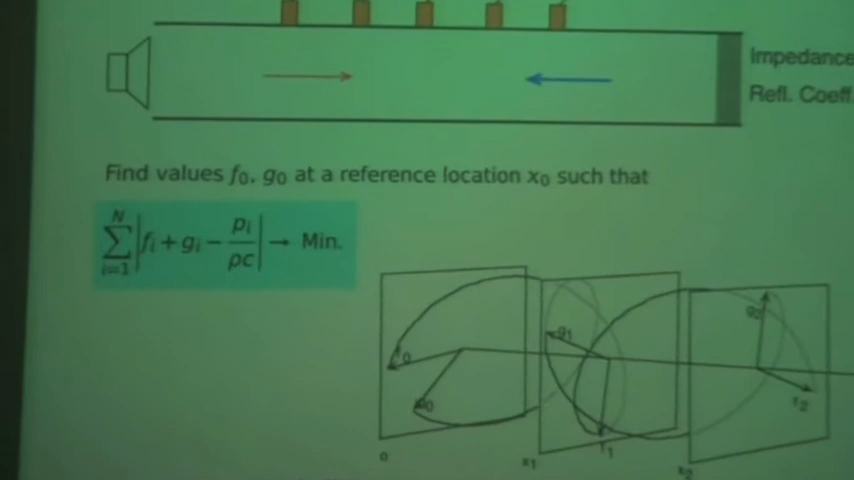 Impedance
Refl. Coeff.
Find values f₀, g₀ at a reference location x₀ such that
N
∑ |fᵢ + gᵢ − pᵢ/ρc| → Min.
i=1
g₂
g₁
f₀
g₀
f₂
f₁
0
x₁
x₂